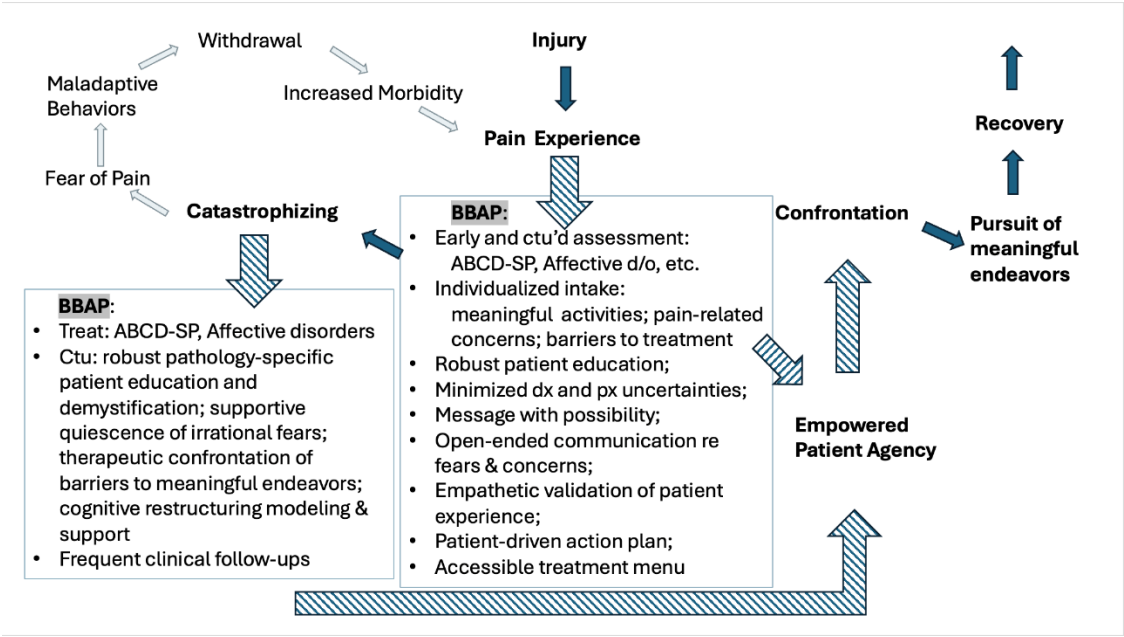 Withdrawal
Injury
Maladaptive
Behaviors
Increased Morbidity
Pain Experience
Recovery
Fear of Pain
Catastrophizing
BBAP:
• Early and ctu’d assessment:
ABCD-SP, Affective d/o, etc.
• Individualized intake:
meaningful activities; pain-related
concerns; barriers to treatment
• Robust patient education;
• Minimized dx and px uncertainties;
• Message with possibility;
• Open-ended communication re
fears & concerns;
• Empathetic validation of patient
experience;
• Patient-driven action plan;
• Accessible treatment menu
Confrontation
Pursuit of
meaningful
endeavors
BBAP:
• Treat: ABCD-SP, Affective disorders
• Ctu: robust pathology-specific
patient education and
demystification; supportive
quiescence of irrational fears;
therapeutic confrontation of
barriers to meaningful endeavors;
cognitive restructuring modeling &
support
• Frequent clinical follow-ups
Empowered
Patient Agency